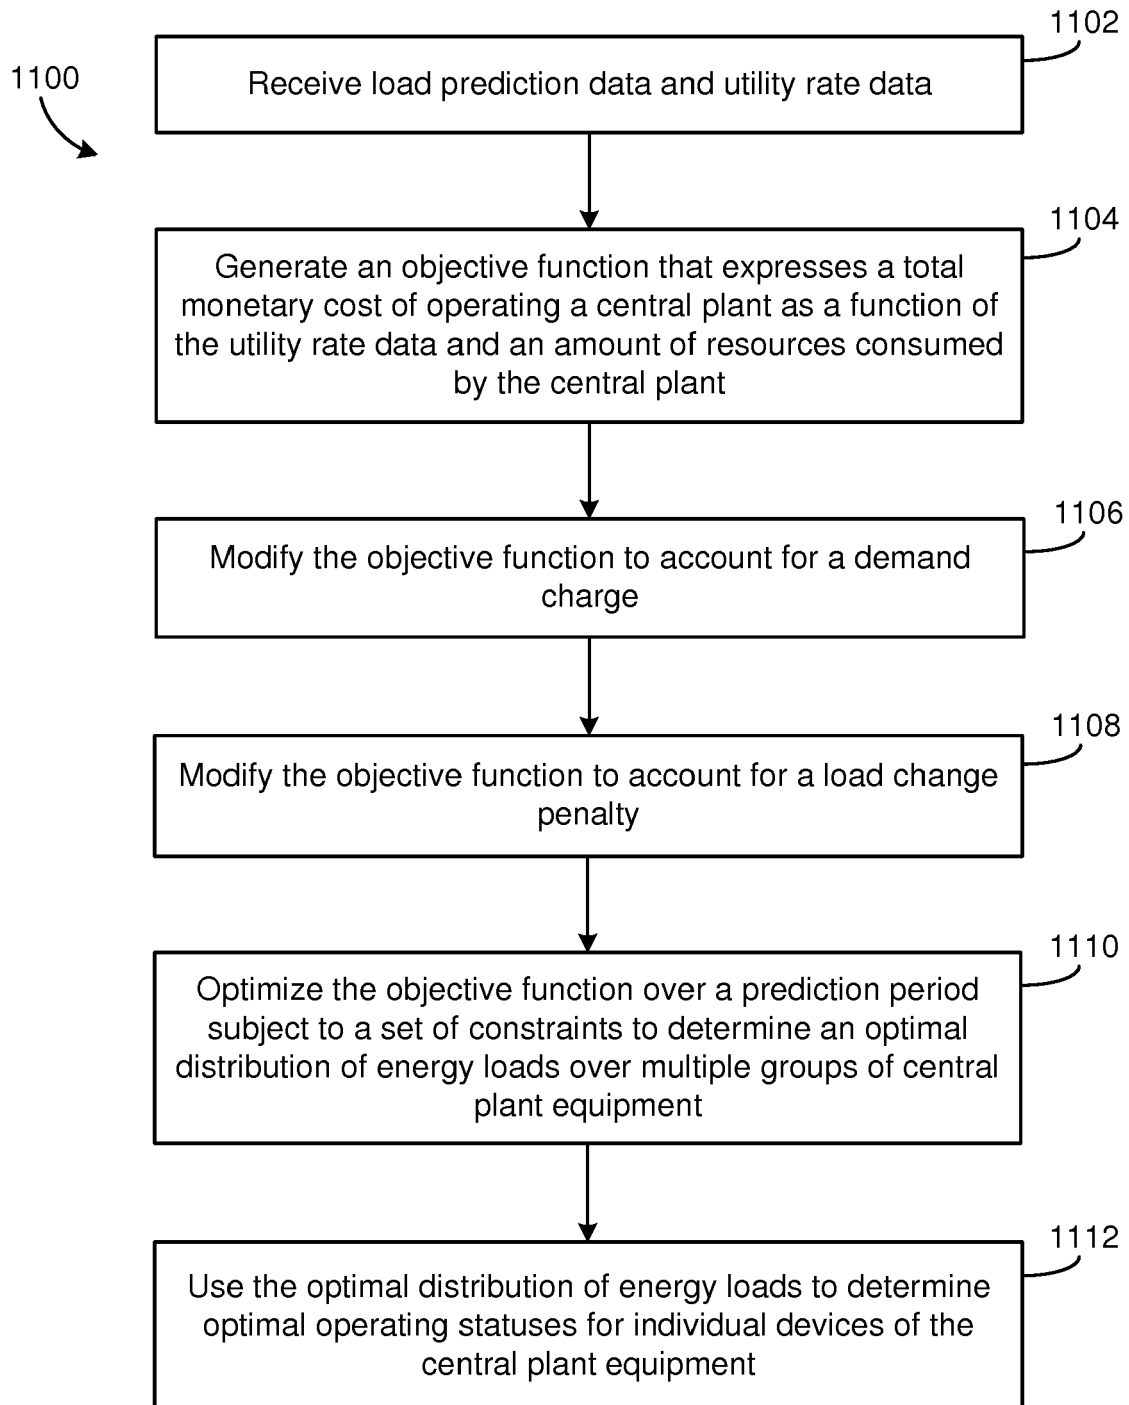 1100
1102
Receive load prediction data and utility rate data
1104
Generate an objective function that expresses a total
monetary cost of operating a central plant as a function of
the utility rate data and an amount of resources consumed
by the central plant
1106
Modify the objective function to account for a demand
charge
1108
Modify the objective function to account for a load change
penalty
1110
Optimize the objective function over a prediction period
subject to a set of constraints to determine an optimal
distribution of energy loads over multiple groups of central
plant equipment
1112
Use the optimal distribution of energy loads to determine
optimal operating statuses for individual devices of the
central plant equipment